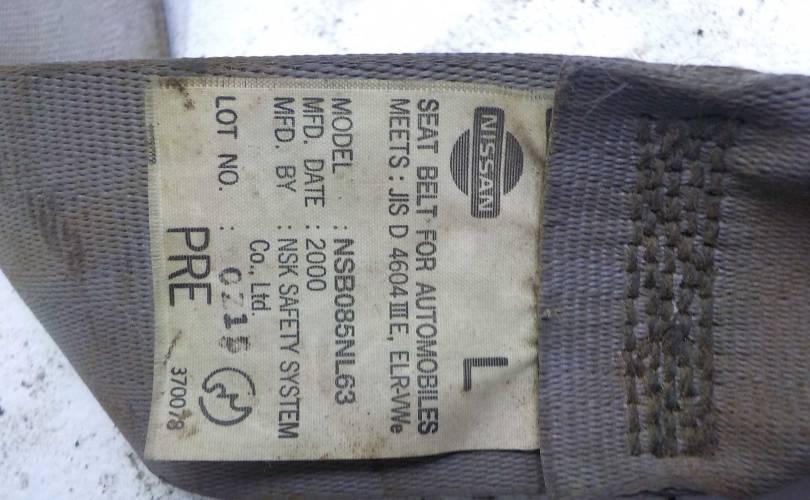 NISSAN
L
SEAT BELT FOR AUTOMOBILES
MEETS : JIS D 4604 III E, ELR-VWe
MODEL : NSB085NL63
MFD. DATE : 2000
MFD. BY : NSK SAFETY SYSTEM
Co., Ltd.
LOT NO. :
PRE
370078